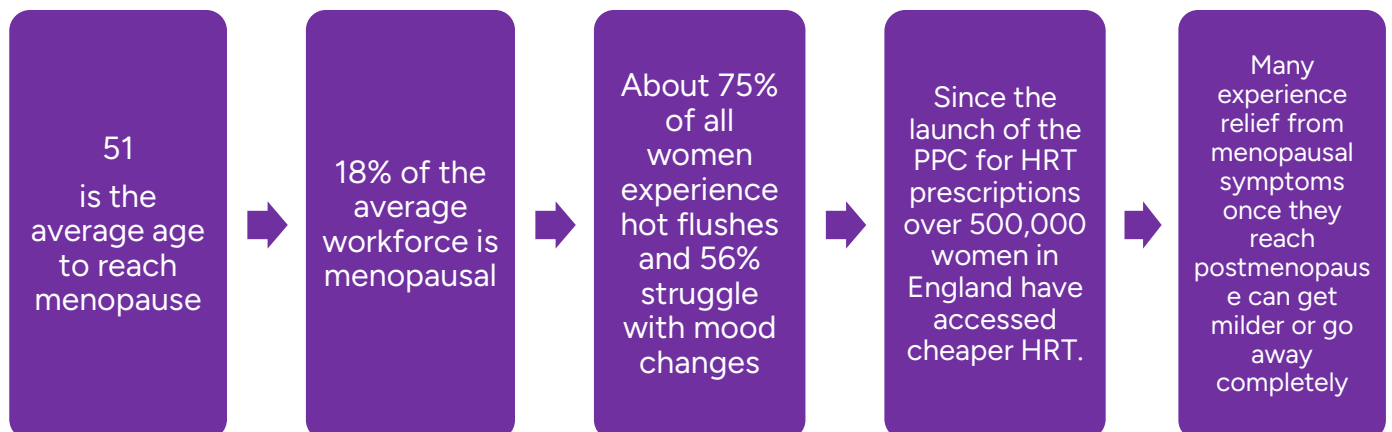 51
is the
average age
to reach
menopause
18% of the
average
workforce is
menopausal
About 75%
of all
women
experience
hot flushes
and 56%
struggle
with mood
changes
Since the
launch of the
PPC for HRT
prescriptions
over 500,000
women in
England have
accessed
cheaper HRT.
Many
experience
relief from
menopausal
symptoms
once they
reach
postmenopaus
e can get
milder or go
away
completely